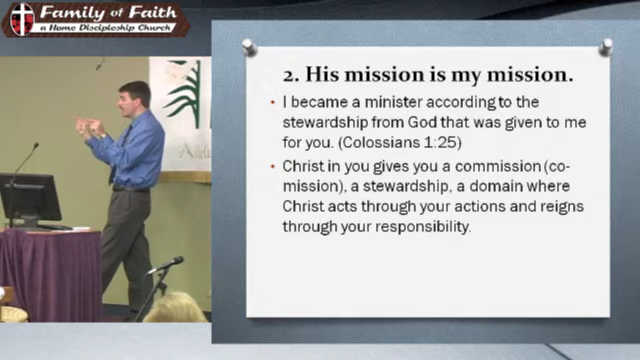 Family of Faith
a Home Discipleship Church
2. His mission is my mission.
• I became a minister according to the
stewardship from God that was given to me
for you. (Colossians 1:25)
• Christ in you gives you a commission (co-
mission), a stewardship, a domain where
Christ acts through your actions and reigns
through your responsibility.